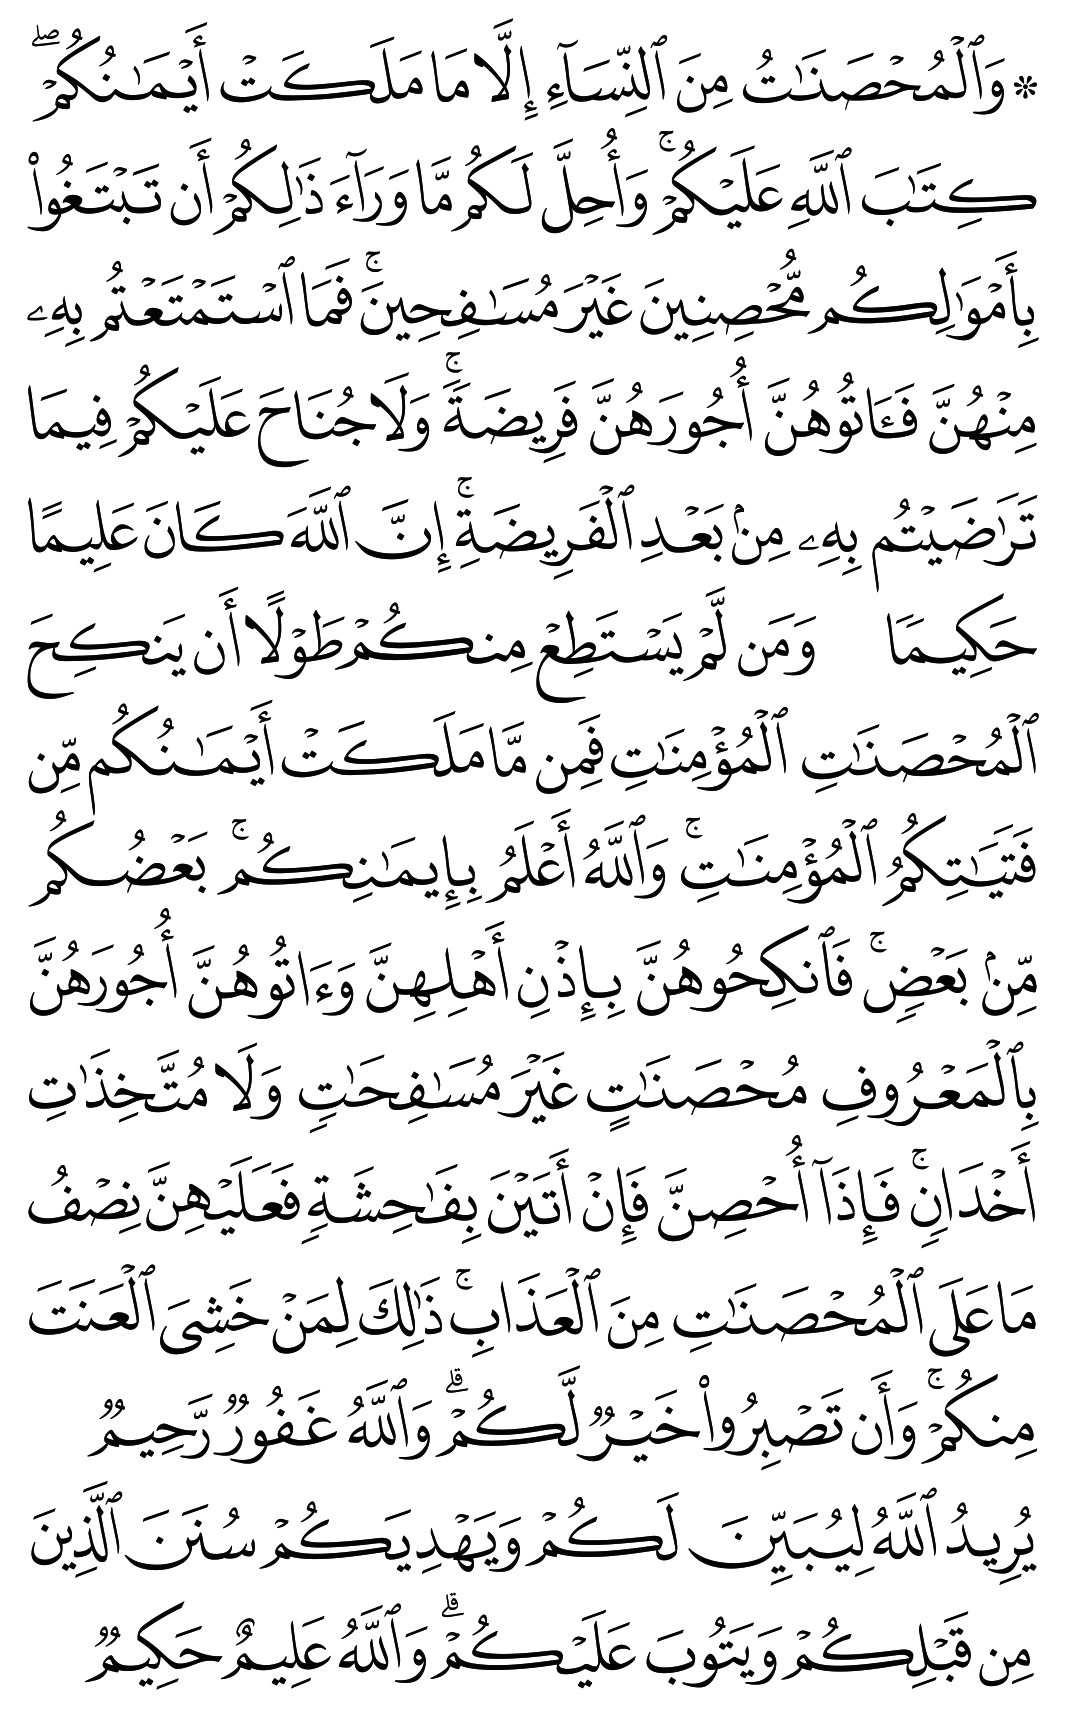 ۞ وَٱلۡمُحۡصَنَٰتُ مِنَ ٱلنِّسَآءِ إِلَّا مَا مَلَكَتۡ أَيۡمَٰنُكُمۡۖ
كِتَٰبَ ٱللَّهِ عَلَيۡكُمۡۚ وَأُحِلَّ لَكُم مَّا وَرَآءَ ذَٰلِكُمۡ أَن تَبۡتَغُواْ
بِأَمۡوَٰلِكُم مُّحۡصِنِينَ غَيۡرَ مُسَٰفِحِينَۚ فَمَا ٱسۡتَمۡتَعۡتُم بِهِۦ
مِنۡهُنَّ فَـَٔاتُوهُنَّ أُجُورَهُنَّ فَرِيضَةٗۚ وَلَا جُنَاحَ عَلَيۡكُمۡ فِيمَا
تَرَٰضَيۡتُم بِهِۦ مِنۢ بَعۡدِ ٱلۡفَرِيضَةِۚ إِنَّ ٱللَّهَ كَانَ عَلِيمًا
حَكِيمٗا وَمَن لَّمۡ يَسۡتَطِعۡ مِنكُمۡ طَوۡلًا أَن يَنكِحَ
ٱلۡمُحۡصَنَٰتِ ٱلۡمُؤۡمِنَٰتِ فَمِن مَّا مَلَكَتۡ أَيۡمَٰنُكُم مِّن
فَتَيَٰتِكُمُ ٱلۡمُؤۡمِنَٰتِۚ وَٱللَّهُ أَعۡلَمُ بِإِيمَٰنِكُمۚ بَعۡضُكُم
مِّنۢ بَعۡضٖۚ فَٱنكِحُوهُنَّ بِإِذۡنِ أَهۡلِهِنَّ وَءَاتُوهُنَّ أُجُورَهُنَّ
بِٱلۡمَعۡرُوفِ مُحۡصَنَٰتٍ غَيۡرَ مُسَٰفِحَٰتٖ وَلَا مُتَّخِذَٰتِ
أَخۡدَانٖۚ فَإِذَآ أُحۡصِنَّ فَإِنۡ أَتَيۡنَ بِفَٰحِشَةٖ فَعَلَيۡهِنَّ نِصۡفُ
مَا عَلَى ٱلۡمُحۡصَنَٰتِ مِنَ ٱلۡعَذَابِۚ ذَٰلِكَ لِمَنۡ خَشِيَ ٱلۡعَنَتَ
مِنكُمۡۚ وَأَن تَصۡبِرُواْ خَيۡرٞ لَّكُمۡۗ وَٱللَّهُ غَفُورٞ رَّحِيمٞ
يُرِيدُ ٱللَّهُ لِيُبَيِّنَ لَكُمۡ وَيَهۡدِيَكُمۡ سُنَنَ ٱلَّذِينَ
مِن قَبۡلِكُمۡ وَيَتُوبَ عَلَيۡكُمۡۗ وَٱللَّهُ عَلِيمٌ حَكِيمٞ